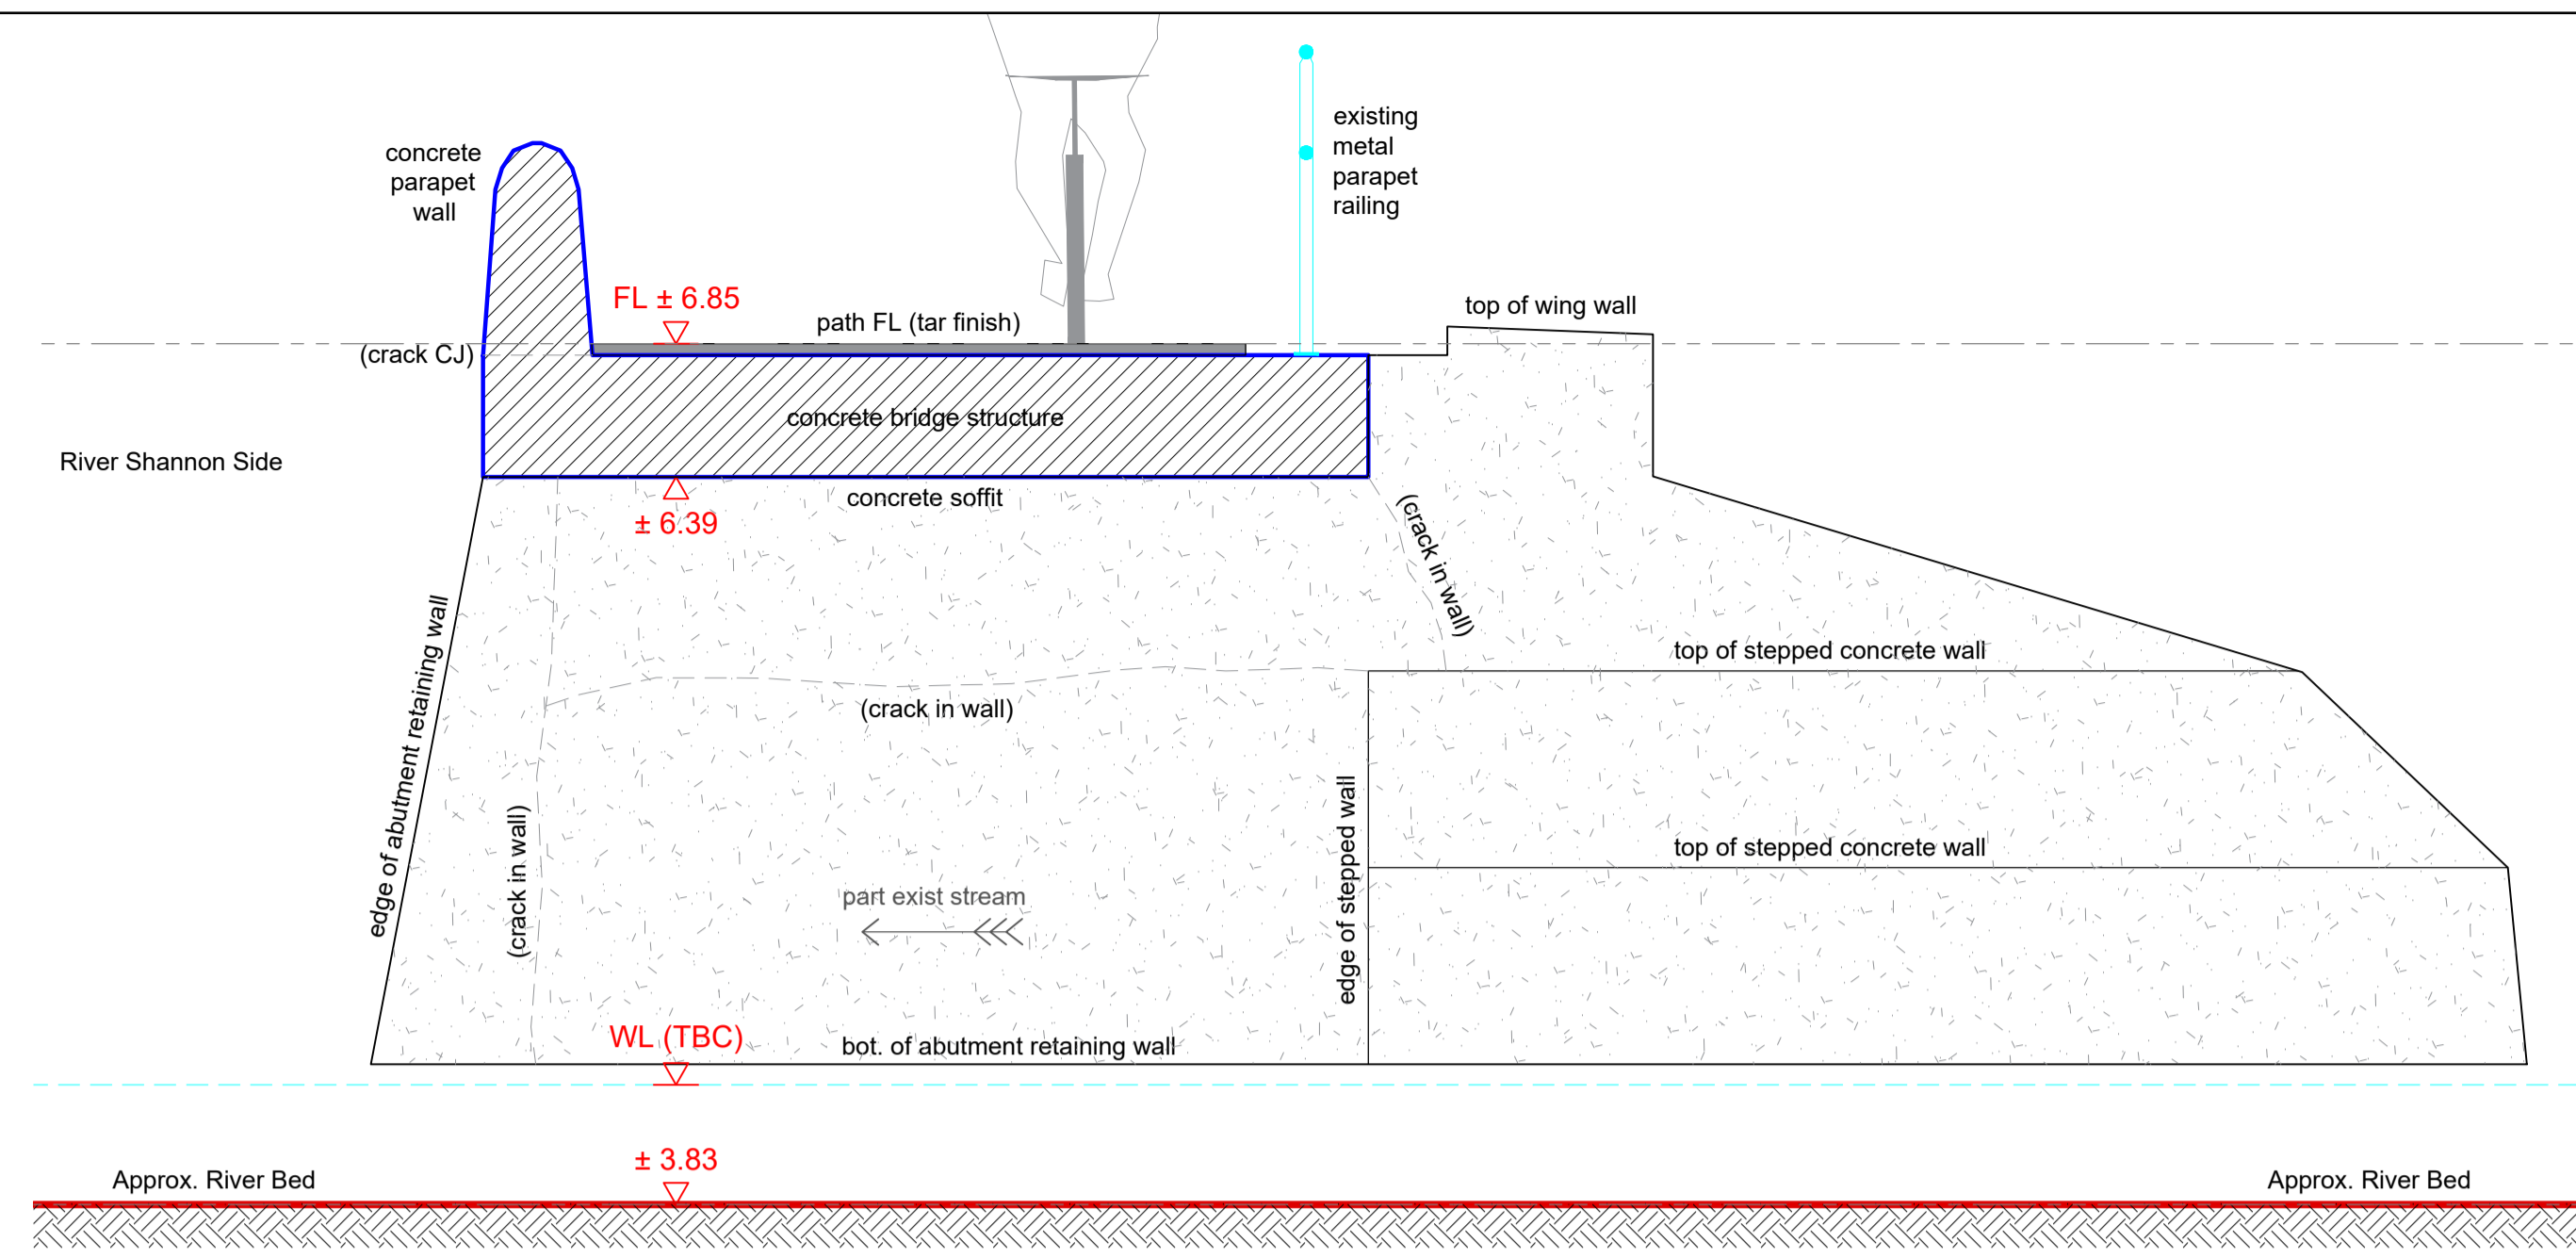 concrete
parapet
wall
existing
metal
parapet
railing
FL ± 6.85
path FL (tar finish)
top of wing wall
(crack CJ)
concrete bridge structure
River Shannon Side
concrete soffit
± 6.39
(crack in wall)
edge of abutment retaining wall
top of stepped concrete wall
(crack in wall)
(crack in wall)
edge of stepped wall
top of stepped concrete wall
part exist stream
WL (TBC)
bot. of abutment retaining wall
± 3.83
Approx. River Bed
Approx. River Bed